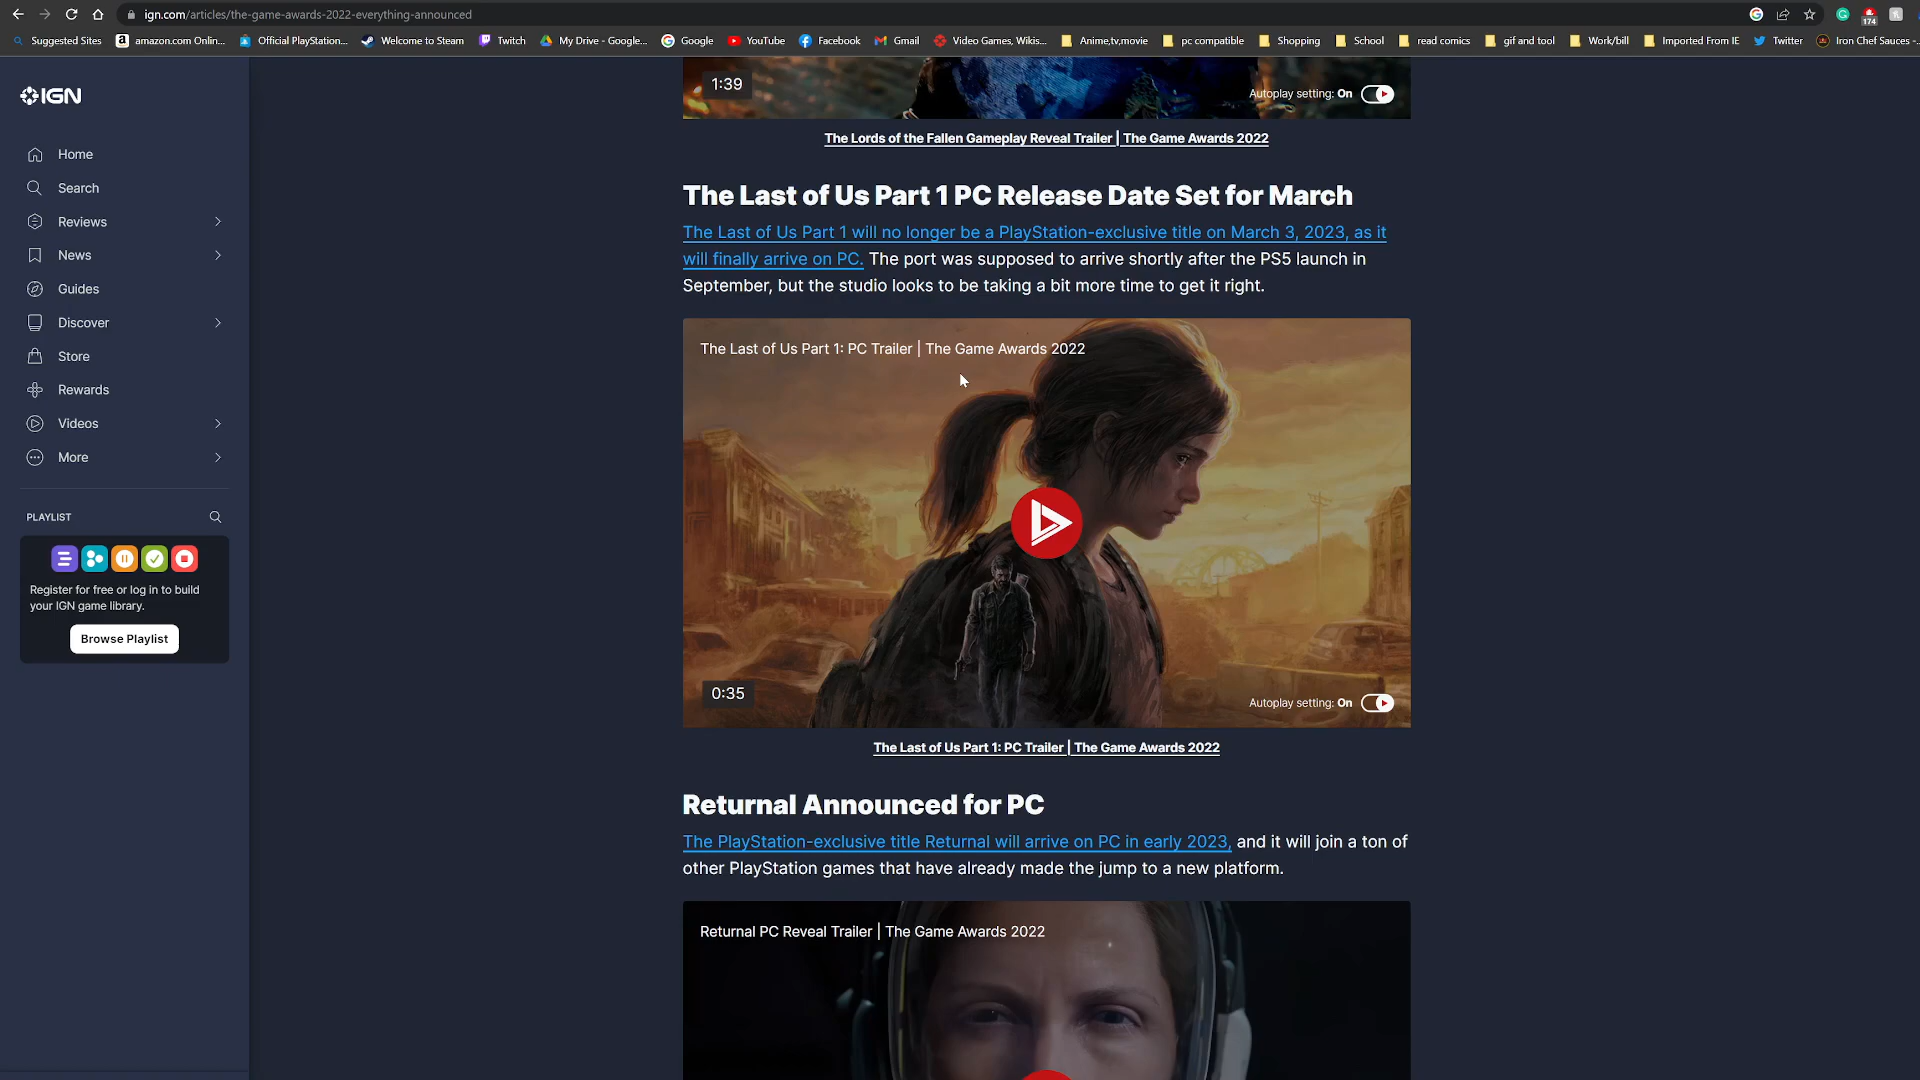 ign.com/articles/the-game-awards-2022-everything-announced
174
Suggested Sites
amazon.com Onlin...
Official PlayStation...
Welcome to Steam
Twitch
My Drive - Google...
Google
YouTube
Facebook
Gmail
Video Games, Wikis...
Anime,tv,movie
pc compatible
Shopping
School
read comics
gif and tool
Work/bill
Imported From IE
Twitter
Iron Chef Sauces -...
IGN
Home
Search
Reviews
News
Guides
Discover
Store
Rewards
Videos
More
PLAYLIST
Register for free or log in to build
your IGN game library.
Browse Playlist
1:39
Autoplay setting: On
The Lords of the Fallen Gameplay Reveal Trailer | The Game Awards 2022
The Last of Us Part 1 PC Release Date Set for March
The Last of Us Part 1 will no longer be a PlayStation-exclusive title on March 3, 2023, as it
will finally arrive on PC. The port was supposed to arrive shortly after the PS5 launch in
September, but the studio looks to be taking a bit more time to get it right.
The Last of Us Part 1: PC Trailer | The Game Awards 2022
0:35
Autoplay setting: On
The Last of Us Part 1: PC Trailer | The Game Awards 2022
Returnal Announced for PC
The PlayStation-exclusive title Returnal will arrive on PC in early 2023, and it will join a ton of
other PlayStation games that have already made the jump to a new platform.
Returnal PC Reveal Trailer | The Game Awards 2022